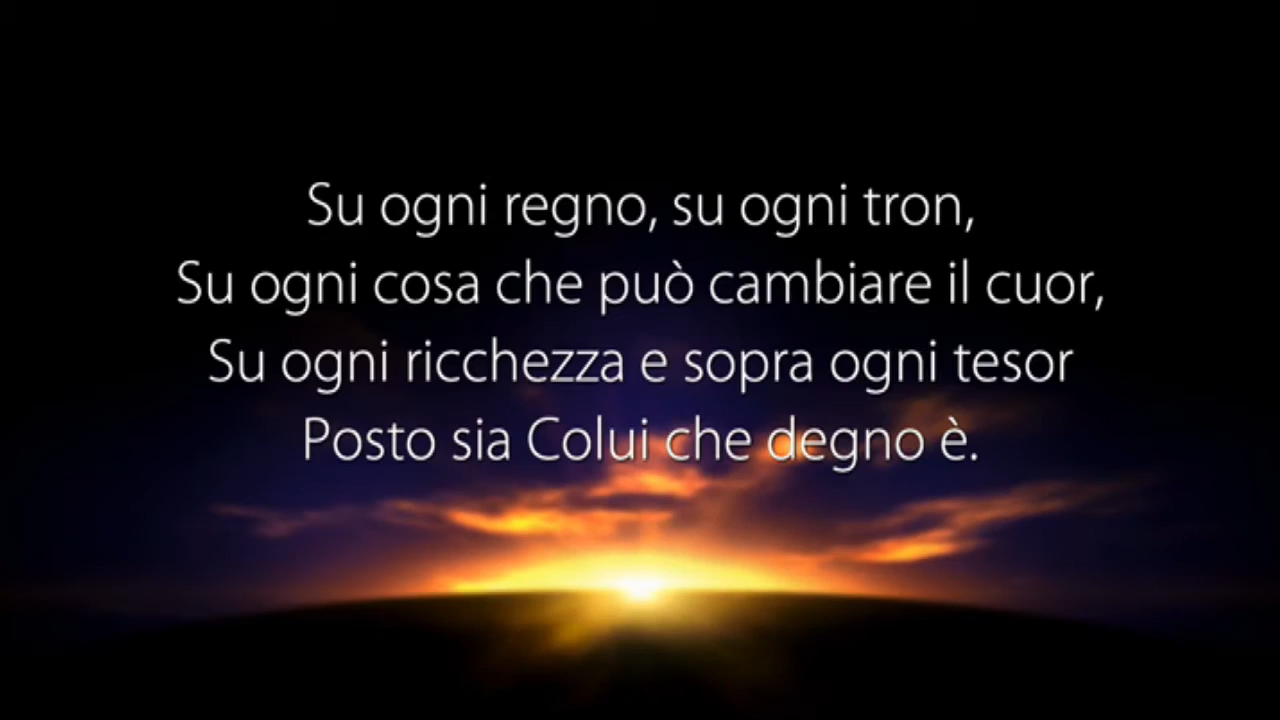 Su ogni regno, su ogni tron,
Su ogni cosa che può cambiare il cuor,
Su ogni ricchezza e sopra ogni tesor
Posto sia Colui che degno è.